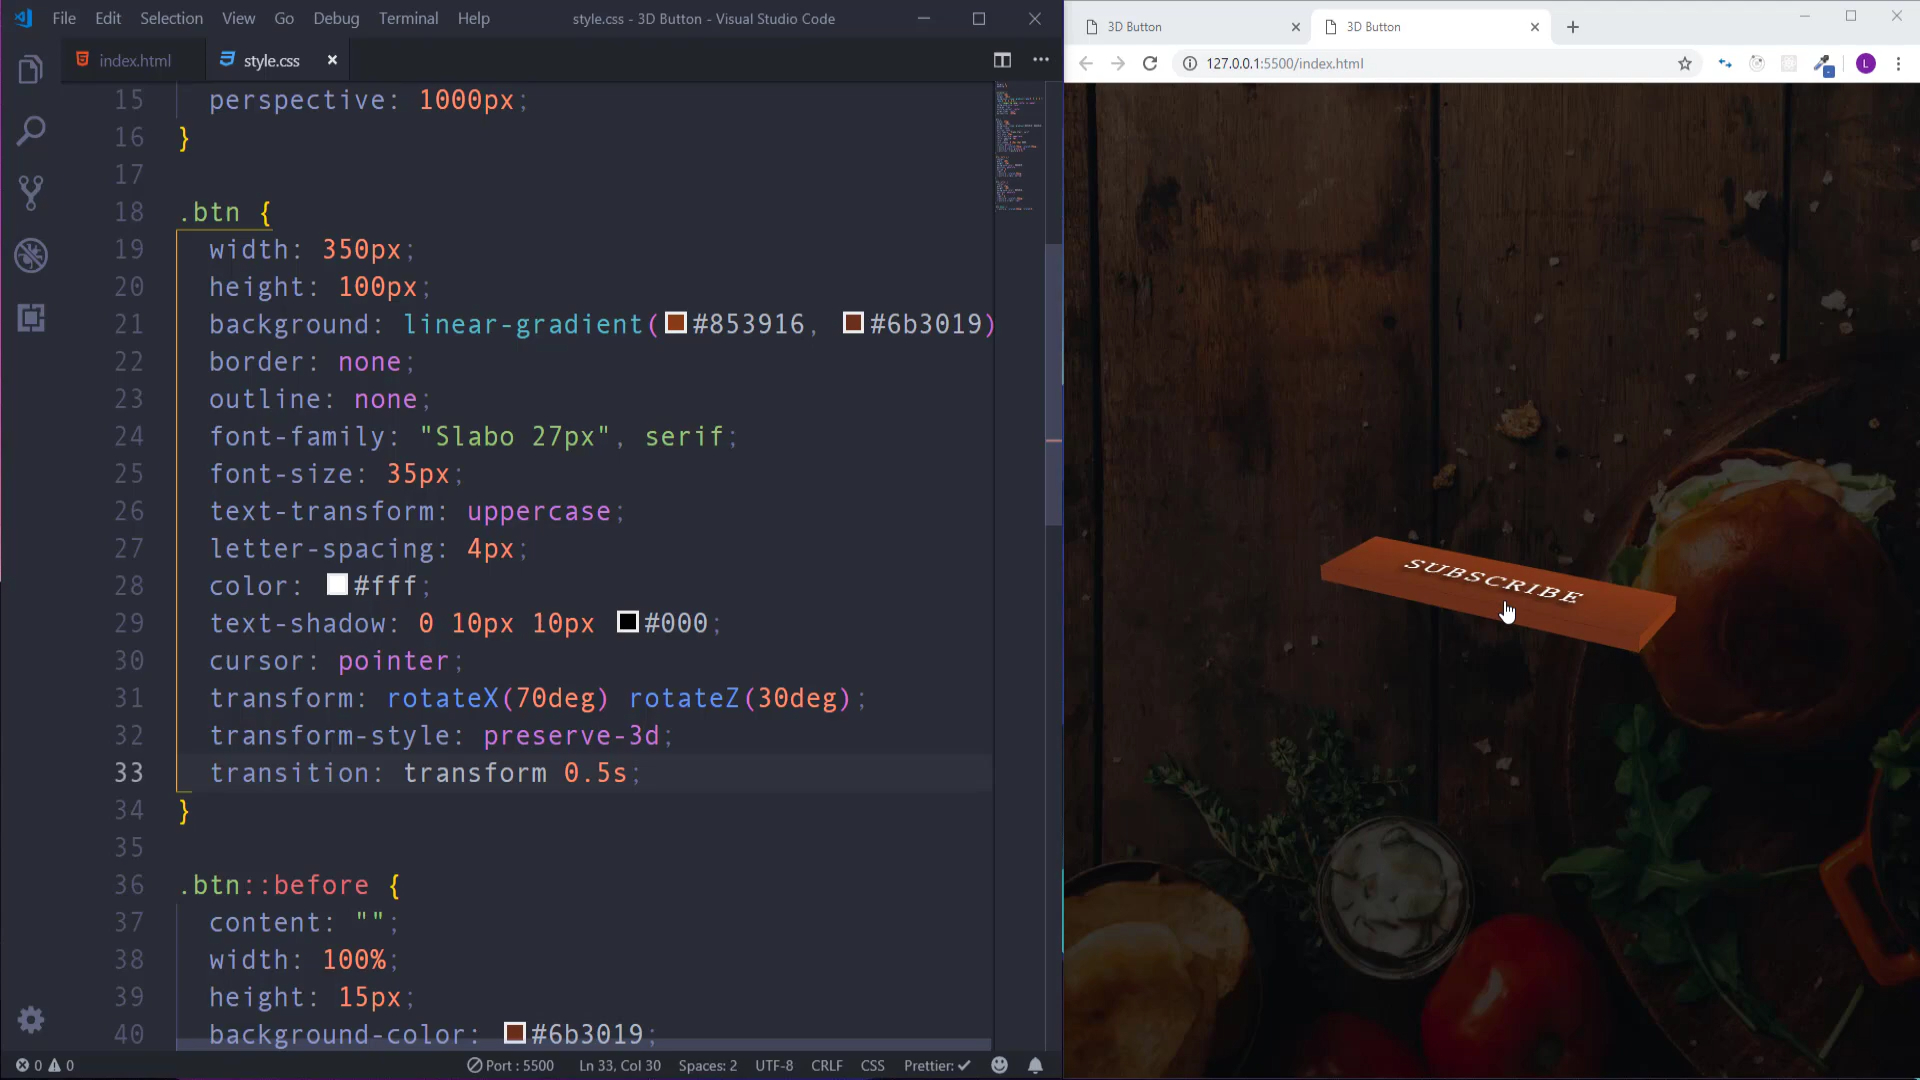 File Edit Selection View Go Debug Terminal Help style.css - 3D Button - Visual Studio Code
index.html style.css
15 perspective: 1000px;
16 }
17
18 .btn {
19 width: 350px;
20 height: 100px;
21 background: linear-gradient(#853916, #6b3019)
22 border: none;
23 outline: none;
24 font-family: "Slabo 27px", serif;
25 font-size: 35px;
26 text-transform: uppercase;
27 letter-spacing: 4px;
28 color: #fff;
29 text-shadow: 0 10px 10px #000;
30 cursor: pointer;
31 transform: rotateX(70deg) rotateZ(30deg);
32 transform-style: preserve-3d;
33 transition: transform 0.5s;
34 }
35
36 .btn::before {
37 content: "";
38 width: 100%;
39 height: 15px;
40 background-color: #6b3019;
0 0 Port : 5500 Ln 33, Col 30 Spaces: 2 UTF-8 CRLF CSS Prettier: ✓
3D Button 3D Button
127.0.0.1:5500/index.html L
SUBSCRIBE